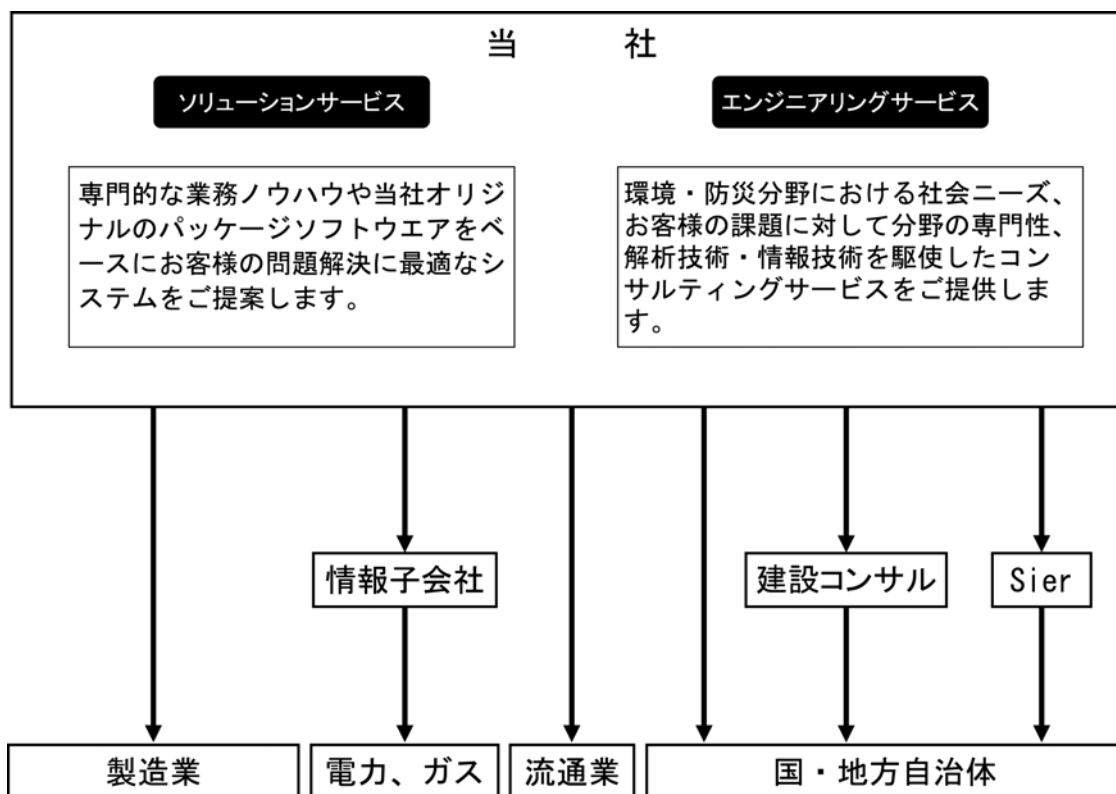 当 社
ソリューションサービス
エンジニアリングサービス
専門的な業務ノウハウや当社オリジ
ナルのパッケージソフトウエアをベ
ースにお客様の問題解決に最適なシ
ステムをご提案します。
環境・防災分野における社会ニーズ、
お客様の課題に対して分野の専門性、
解析技術・情報技術を駆使したコン
サルティングサービスをご提供しま
す。
情報子会社
建設コンサル
Sier
製造業
電力、ガス
流通業
国・地方自治体